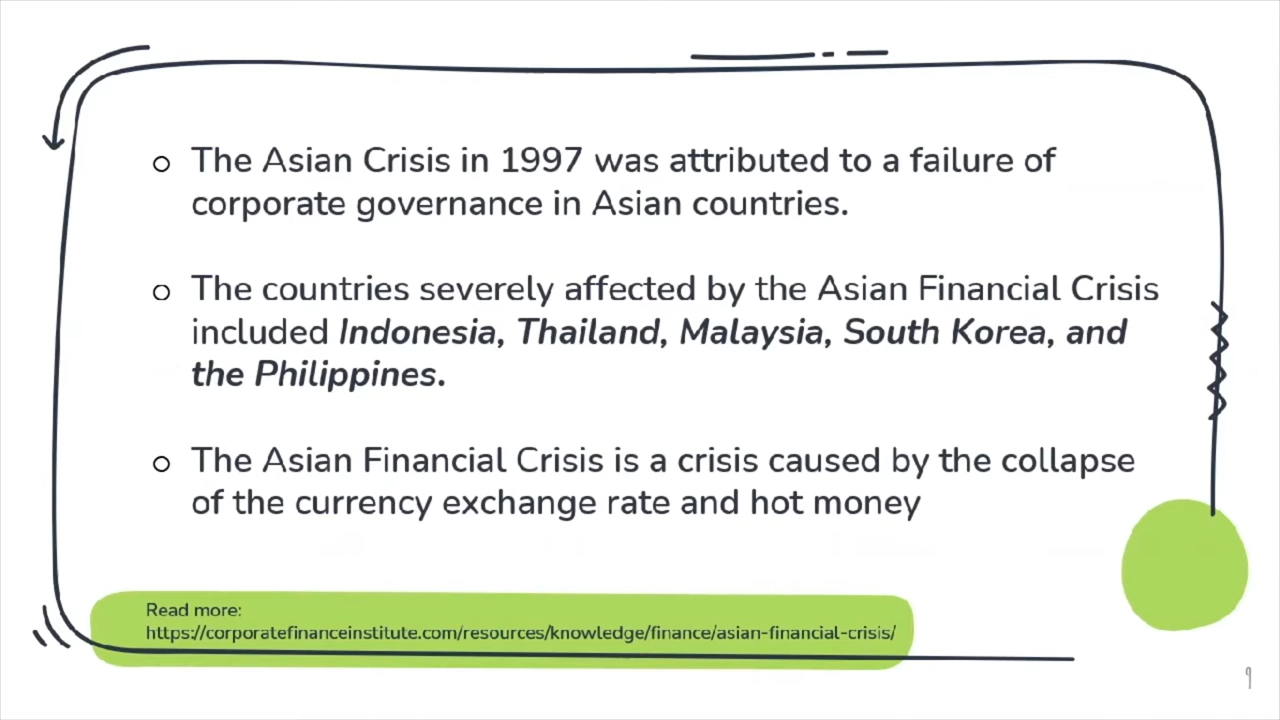 The Asian Crisis in 1997 was attributed to a failure of
corporate governance in Asian countries.
The countries severely affected by the Asian Financial Crisis
included Indonesia, Thailand, Malaysia, South Korea, and
the Philippines.
The Asian Financial Crisis is a crisis caused by the collapse
of the currency exchange rate and hot money
Read more:
https://corporatefinanceinstitute.com/resources/knowledge/finance/asian-financial-crisis/